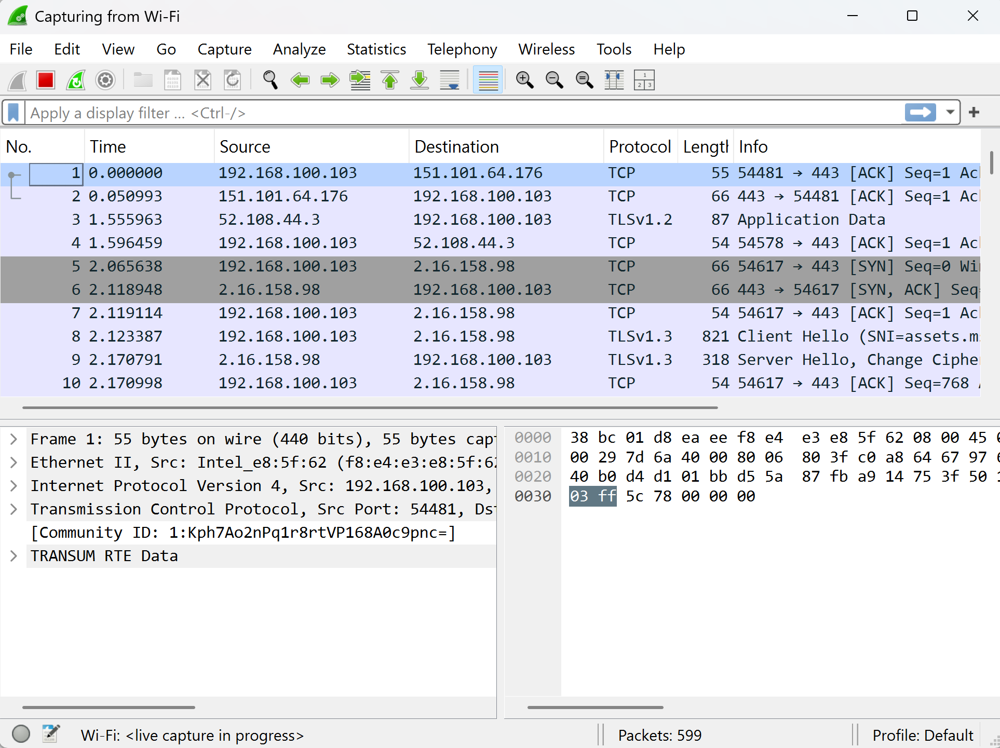 Capturing from Wi-Fi
File Edit View Go Capture Analyze Statistics Telephony Wireless Tools Help
Apply a display filter ... <Ctrl-/>
No. Time Source Destination Protocol Length Info
1 0.000000 192.168.100.103 151.101.64.176 TCP 55 54481 → 443 [ACK] Seq=1 Ac
2 0.050993 151.101.64.176 192.168.100.103 TCP 66 443 → 54481 [ACK] Seq=1 Ac
3 1.555963 52.108.44.3 192.168.100.103 TLSv1.2 87 Application Data
4 1.596459 192.168.100.103 52.108.44.3 TCP 54 54578 → 443 [ACK] Seq=1 Ac
5 2.065638 192.168.100.103 2.16.158.98 TCP 66 54617 → 443 [SYN] Seq=0 Wi
6 2.118948 2.16.158.98 192.168.100.103 TCP 66 443 → 54617 [SYN, ACK] Seq
7 2.119114 192.168.100.103 2.16.158.98 TCP 54 54617 → 443 [ACK] Seq=1 Ac
8 2.123387 192.168.100.103 2.16.158.98 TLSv1.3 821 Client Hello (SNI=assets.m
9 2.170791 2.16.158.98 192.168.100.103 TLSv1.3 318 Server Hello, Change Ciphe
10 2.170998 192.168.100.103 2.16.158.98 TCP 54 54617 → 443 [ACK] Seq=768
Frame 1: 55 bytes on wire (440 bits), 55 bytes cap
Ethernet II, Src: Intel_e8:5f:62 (f8:e4:e3:e8:5f:62
Internet Protocol Version 4, Src: 192.168.100.103,
Transmission Control Protocol, Src Port: 54481, Ds
[Community ID: 1:Kph7Ao2nPq1r8rtVP168A0c9pnc=]
TRANSUM RTE Data
0000 38 bc 01 d8 ea ee f8 e4 e3 e8 5f 62 08 00 45
0010 00 29 7d 6a 40 00 80 06 80 3f c0 a8 64 67 97
0020 40 b0 d4 d1 01 bb d5 5a 87 fb a9 14 75 3f 50
0030 03 ff 5c 78 00 00 00
Wi-Fi: <live capture in progress> Packets: 599 Profile: Default